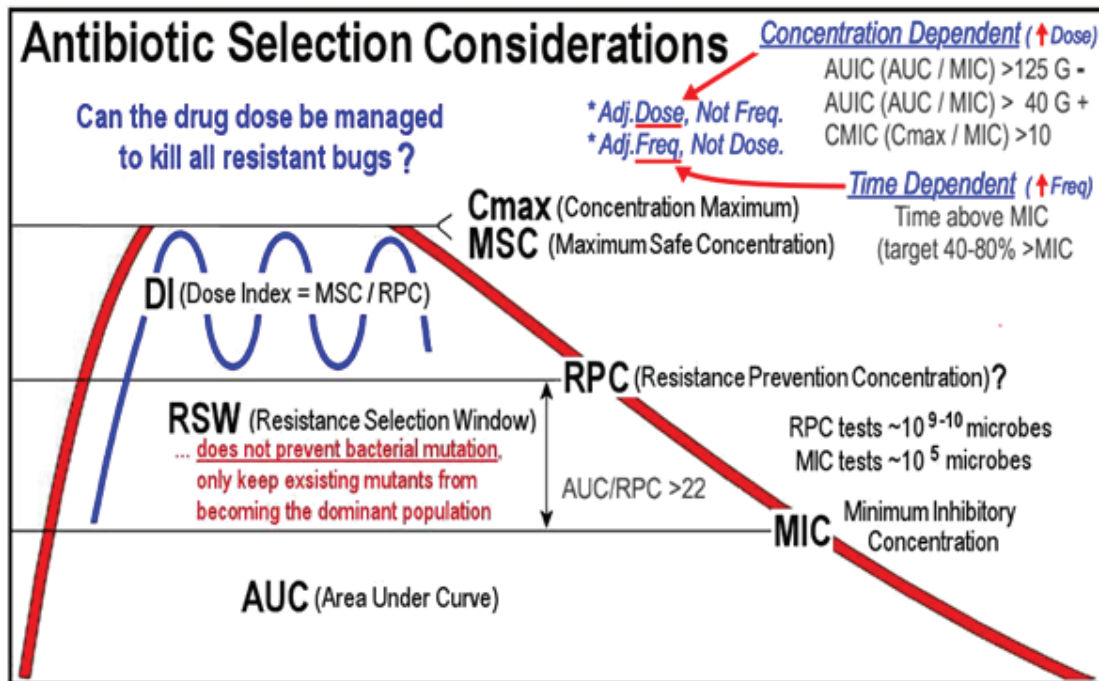 Antibiotic Selection Considerations
Concentration Dependent (↑Dose)
AUIC (AUC / MIC) >125 G -
AUIC (AUC / MIC) > 40 G +
CMIC (Cmax / MIC) >10
* Adj.Dose, Not Freq.
* Adj.Freq, Not Dose.
Time Dependent (↑Freq)
Time above MIC
(target 40-80% >MIC
Can the drug dose be managed
to kill all resistant bugs ?
Cmax (Concentration Maximum)
MSC (Maximum Safe Concentration)
DI (Dose Index = MSC / RPC)
RPC (Resistance Prevention Concentration)?
RSW (Resistance Selection Window)
... does not prevent bacterial mutation,
only keep exsisting mutants from
becoming the dominant population
AUC/RPC >22
RPC tests ~10 9-10 microbes
MIC tests ~10 5 microbes
MIC Minimum Inhibitory
Concentration
AUC (Area Under Curve)